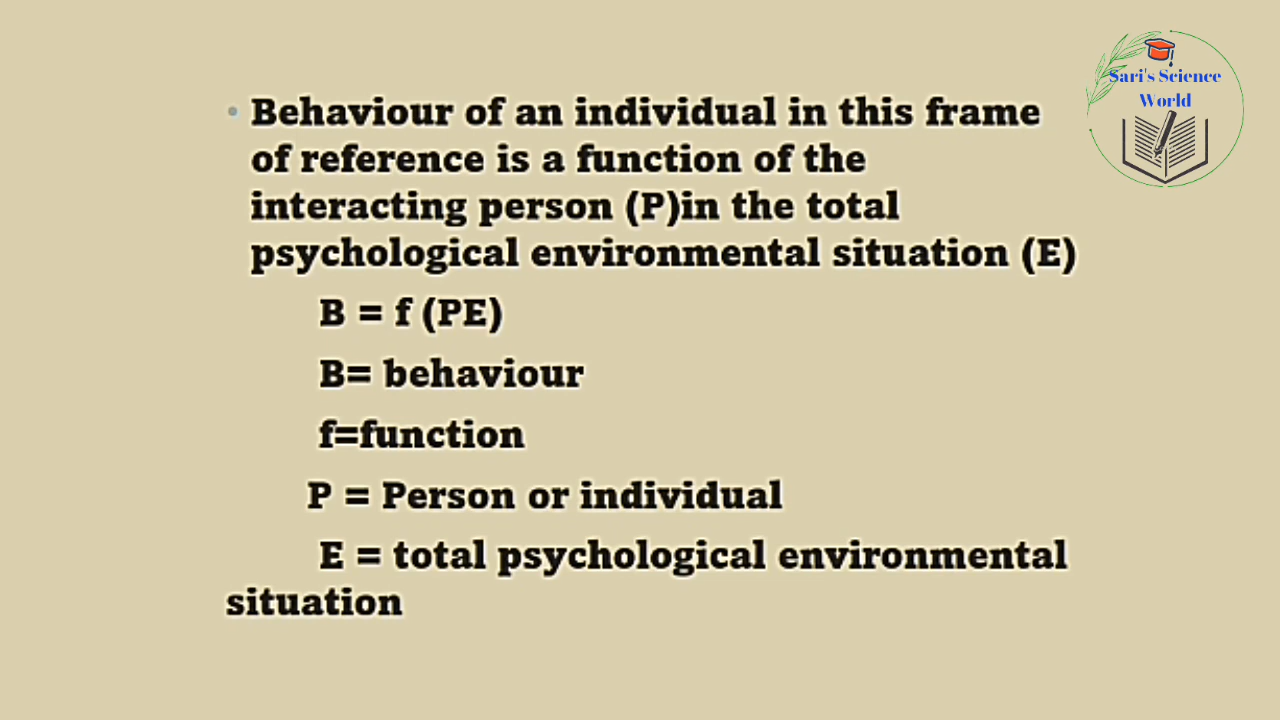 • Behaviour of an individual in this frame
of reference is a function of the
interacting person (P)in the total
psychological environmental situation (E)
B = f (PE)
B= behaviour
f=function
P = Person or individual
E = total psychological environmental
situation
Sari's Science
World